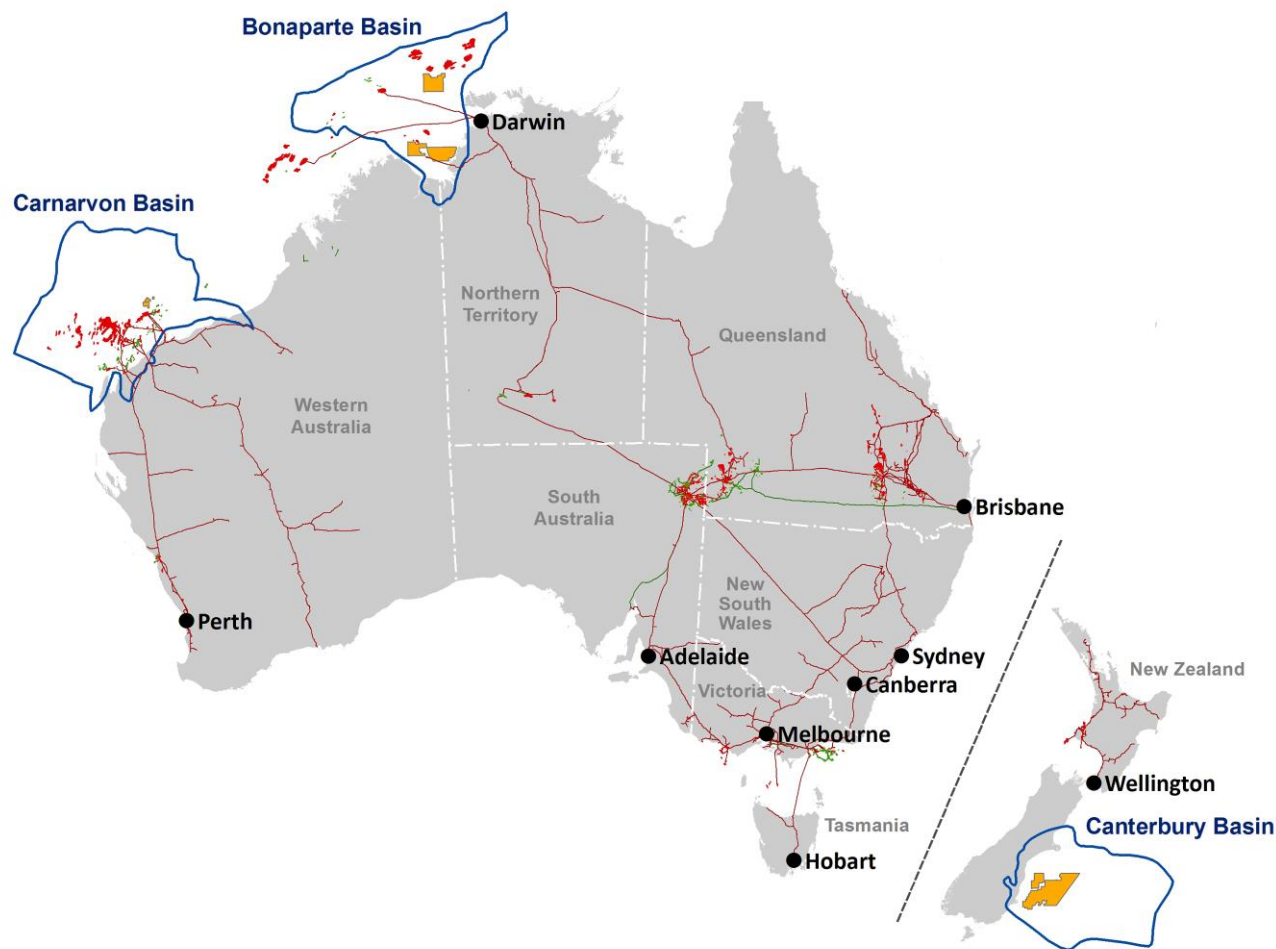 Bonaparte Basin
Darwin
Carnarvon Basin
Northern
Territory
Queensland
Western
Australia
South
Australia
Brisbane
New
South
Wales
Perth
Adelaide
Sydney
New Zealand
Canberra
Victoria
Melbourne
Wellington
Tasmania
Canterbury Basin
Hobart